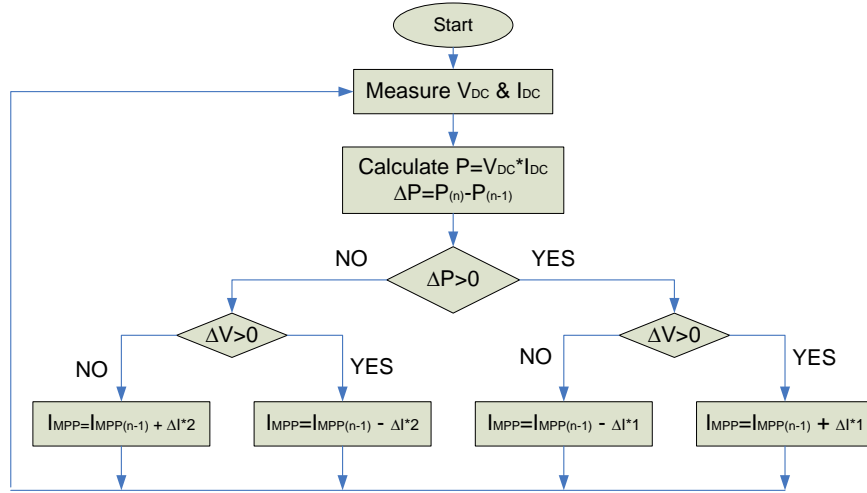 Start
Measure VDC & IDC
Calculate P=VDC*IDC
ΔP=P(n)-P(n-1)
NO
YES
ΔP>0
ΔV>0
ΔV>0
NO
YES
NO
YES
IMPP=IMPP(n-1) + ΔI*2
IMPP=IMPP(n-1) - ΔI*2
IMPP=IMPP(n-1) - ΔI*1
IMPP=IMPP(n-1) + ΔI*1